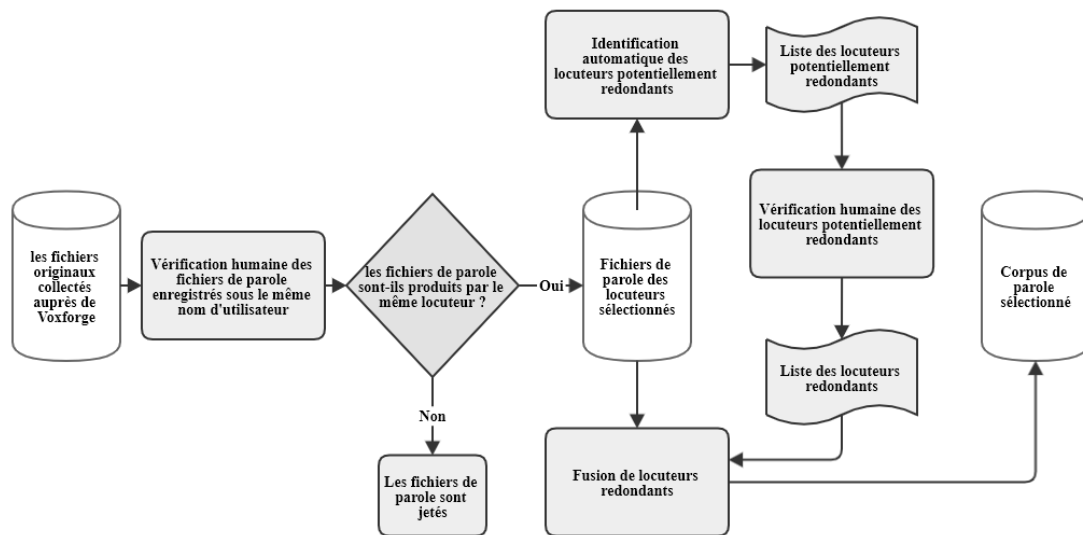 les fichiers
originaux
collectés
auprès de
Voxforge
Vérification humaine des
fichiers de parole
enregistrés sous le même
nom d'utilisateur
les fichiers de parole
sont-ils produits par le
même locuteur ?
Oui
Non
Les fichiers de
parole sont
jetés
Fichiers de
parole des
locuteurs
sélectionnés
Identification
automatique des
locuteurs potentiellement
redondants
Liste des locuteurs
potentiellement
redondants
Vérification humaine des
locuteurs potentiellement
redondants
Liste des locuteurs
redondants
Fusion de locuteurs
redondants
Corpus de
parole
sélectionné